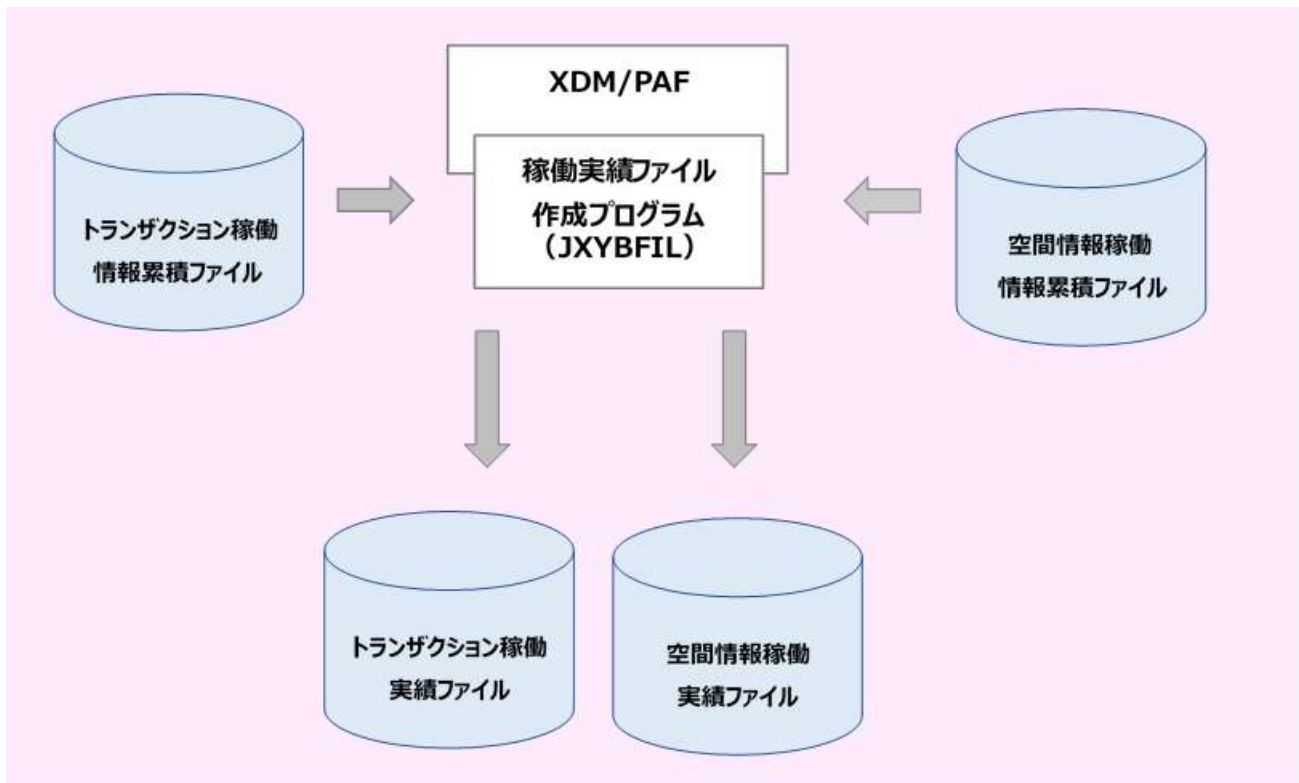 XDM/PAF
稼働実績ファイル
作成プログラム
（JXYBFIL）
トランザクション稼働
情報累積ファイル
空間情報稼働
情報累積ファイル
トランザクション稼働
実績ファイル
空間情報稼働
実績ファイル